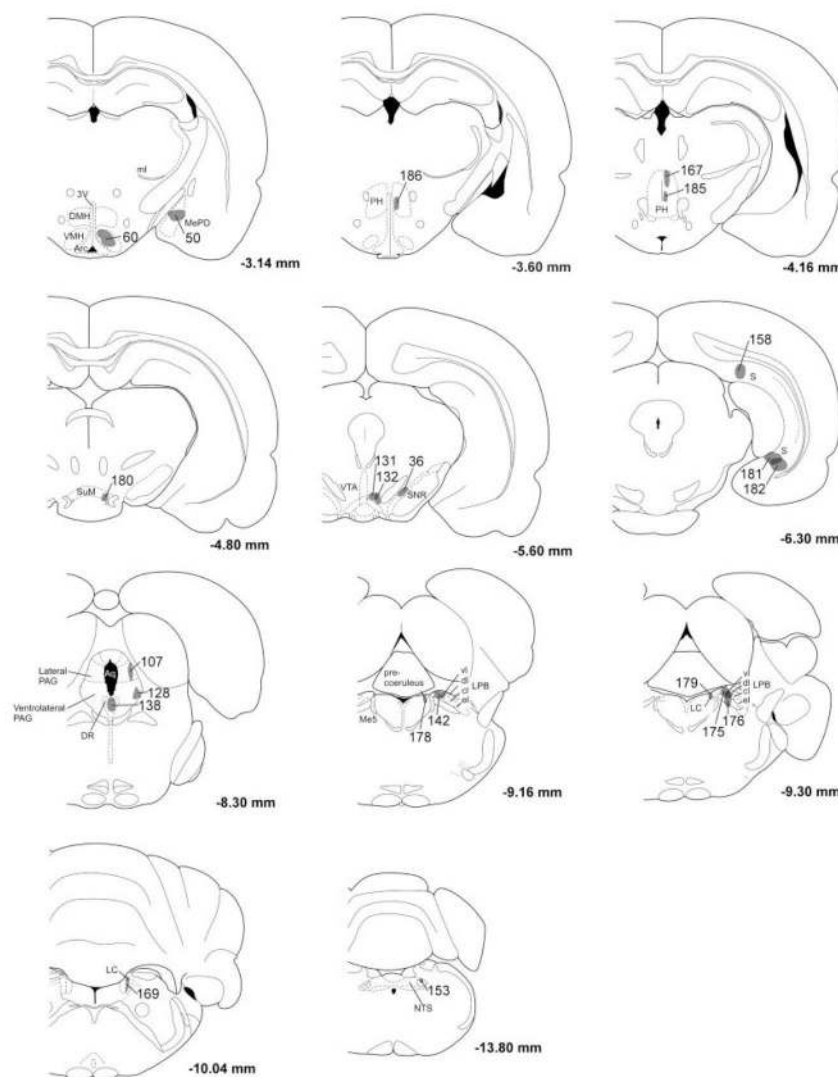 ml
3V
DMH
VMH
Arc
60
MePD
50
-3.14 mm
PH
186
-3.60 mm
167
185
PH
-4.16 mm
SuM
180
-4.80 mm
131
36
VTA
132
SNR
-5.60 mm
158
S
S
181
182
-6.30 mm
Lateral
PAG
Aq
107
128
138
Ventrolateral
PAG
DR
-8.30 mm
pre-
coeruleus
vl
dl
cl
el
LPB
Me5
142
178
-9.16 mm
179
vl
dl
cl
el
LPB
LC
176
175
-9.30 mm
LC
169
-10.04 mm
153
NTS
-13.80 mm